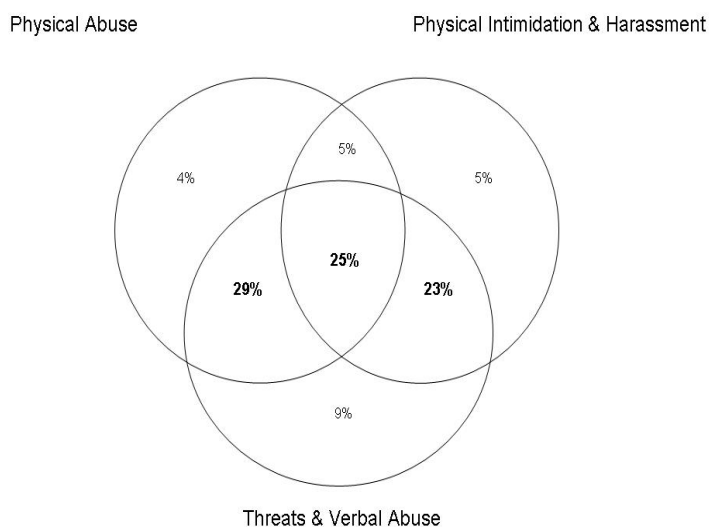 Physical Abuse
Physical Intimidation & Harassment
5%
4%
5%
25%
29%
23%
9%
Threats & Verbal Abuse